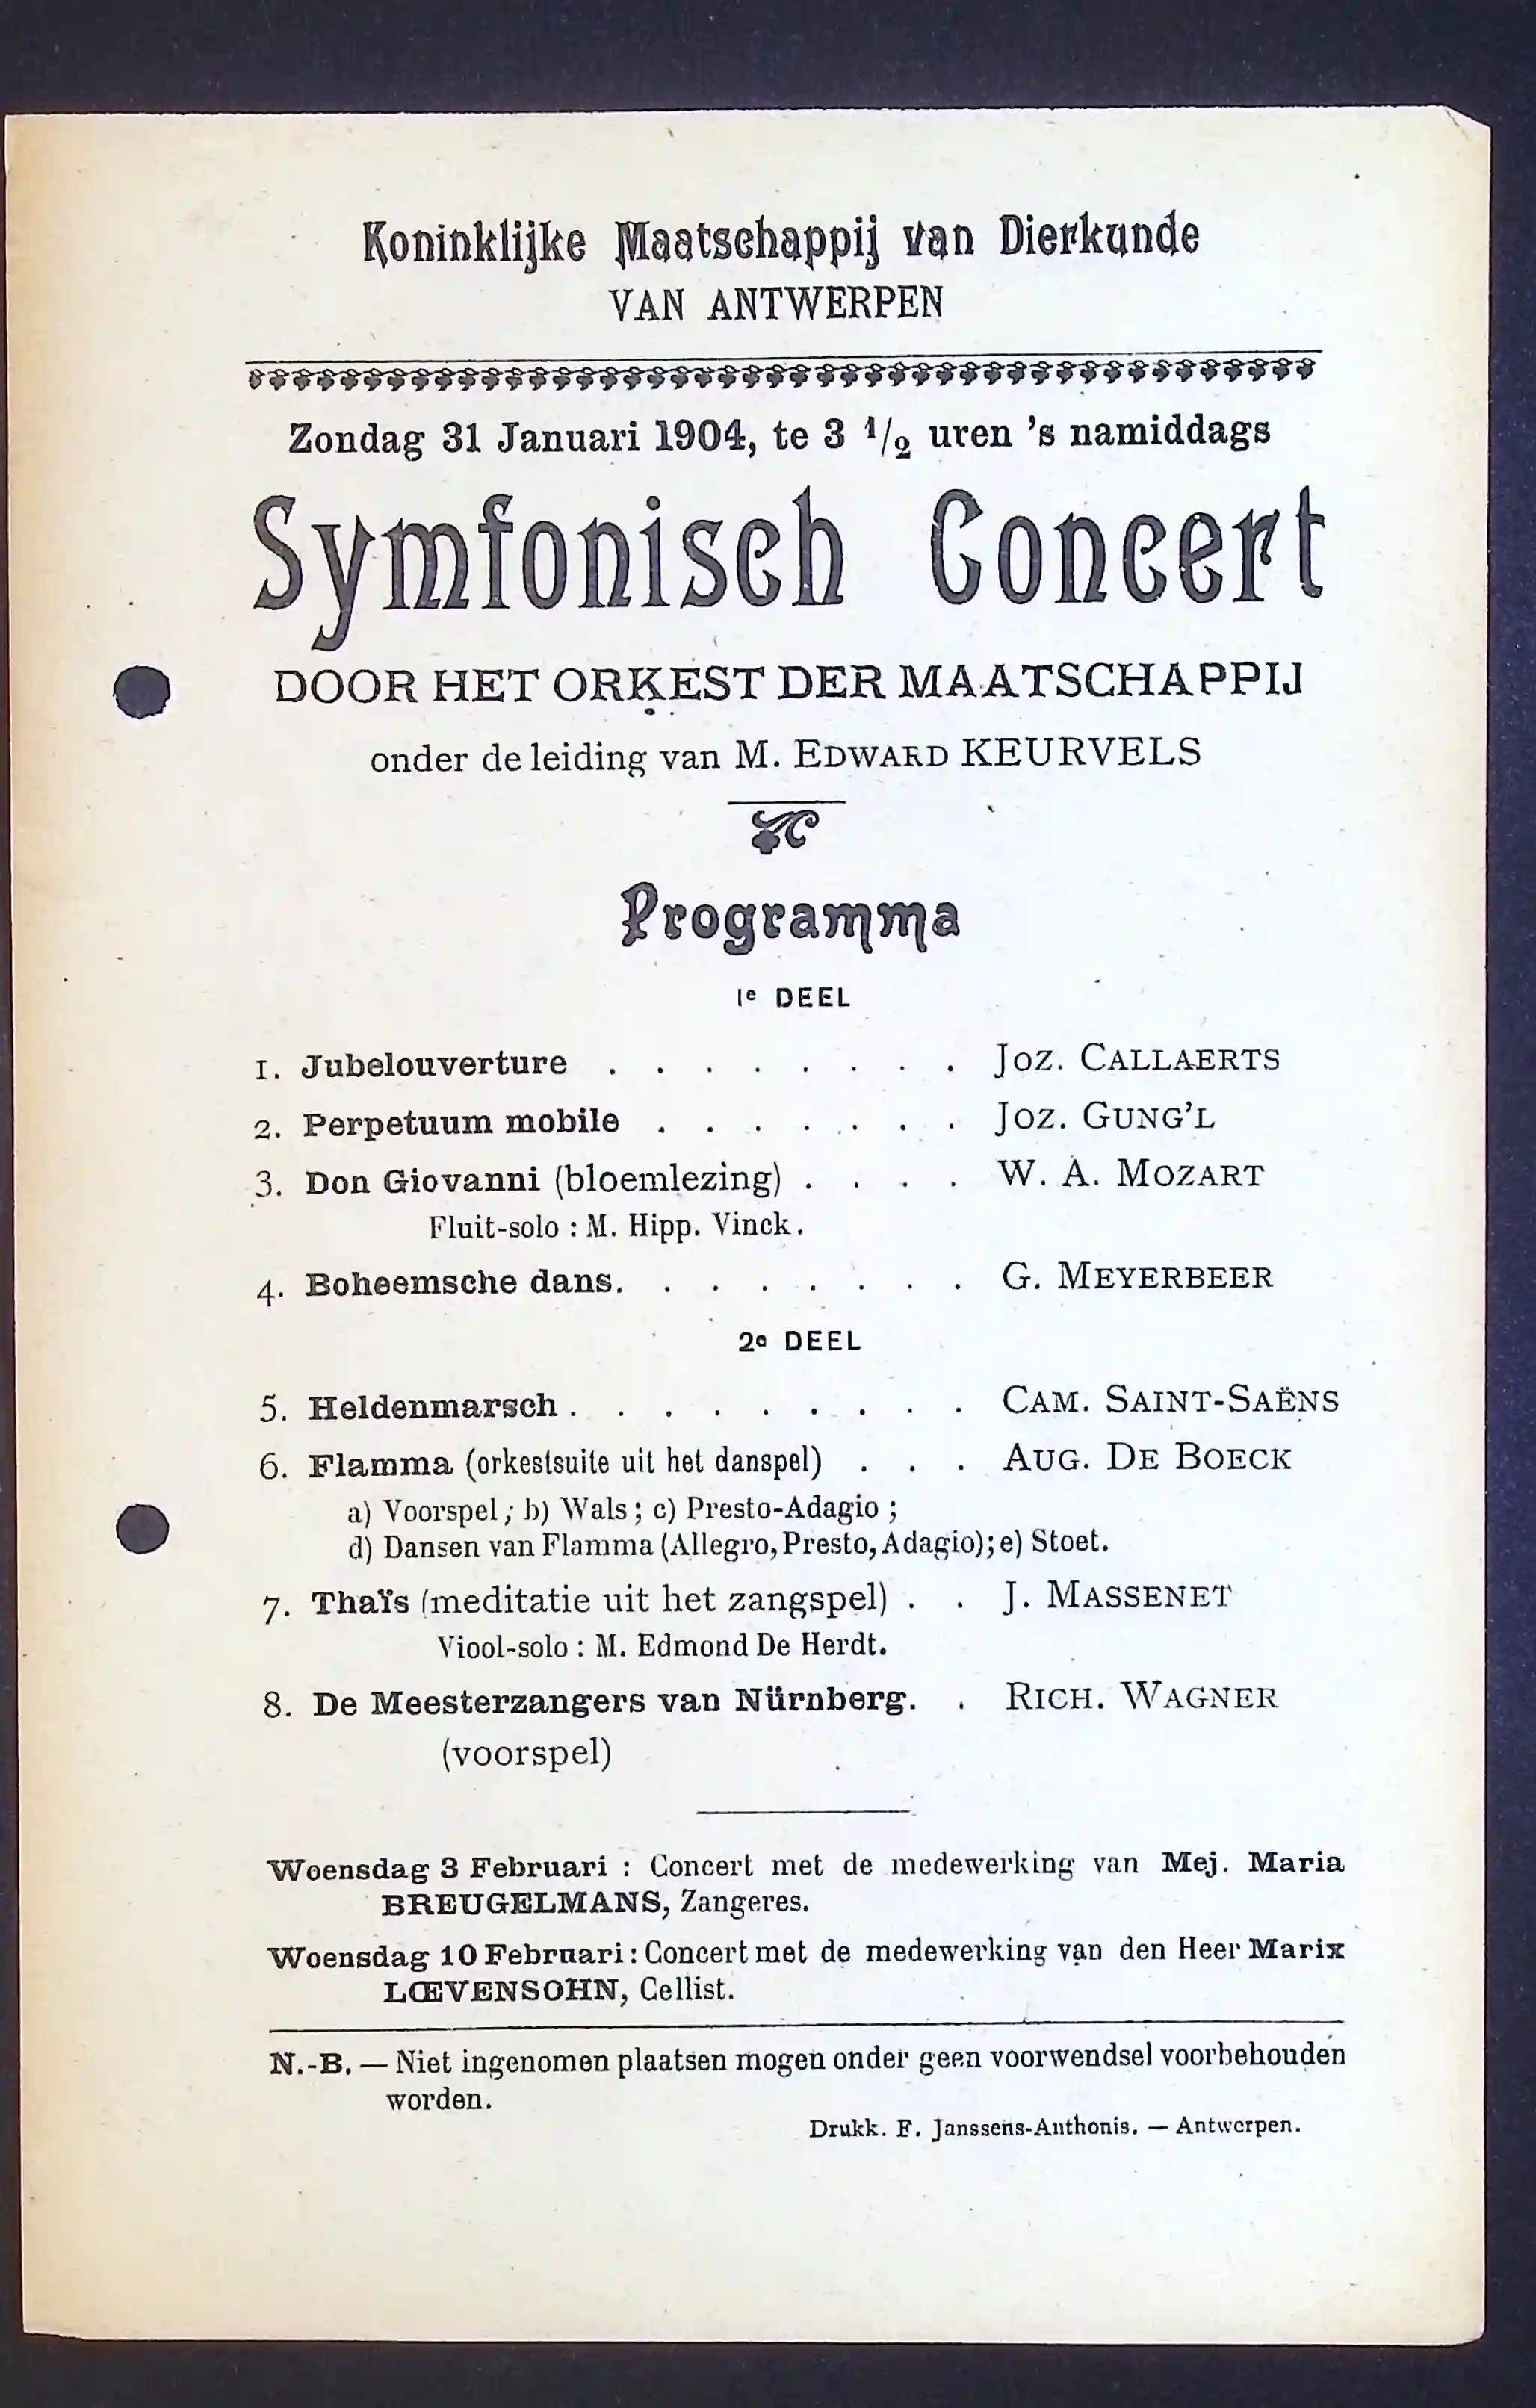 Koninklijke Maatschappij van Dierkunde
VAN ANTWERPEN
Zondag 31 Januari 1904, te 3 1/2 uren 's namiddags
Symfonisch Concert
DOOR HET ORKEST DER MAATSCHAPPIJ
onder de leiding van M. EDWARD KEURVELS
Programma
1e DEEL
1. Jubelouverture . . . . . . . . JOZ. CALLAERTS
2. Perpetuum mobile . . . . . . . JOZ. GUNG'L
3. Don Giovanni (bloemlezing) . . . . W. A. MOZART
Fluit-solo : M. Hipp. Vinck.
4. Boheemsche dans. . . . . . . . G. MEYERBEER
2e DEEL
5. Heldenmarsch . . . . . . . . . CAM. SAINT-SAËNS
6. Flamma (orkestsuite uit het danspel) . . . AUG. DE BOECK
a) Voorspel ; b) Wals ; c) Presto-Adagio ;
d) Dansen van Flamma (Allegro, Presto, Adagio); e) Stoet.
7. Thaïs (meditatie uit het zangspel) . . J. MASSENET
Viool-solo : M. Edmond De Herdt.
8. De Meesterzangers van Nürnberg. . RICH. WAGNER
(voorspel)
Woensdag 3 Februari : Concert met de medewerking van Mej. Maria
BREUGELMANS, Zangeres.
Woensdag 10 Februari : Concert met de medewerking van den Heer Marix
LŒVENSOHN, Cellist.
N.-B. — Niet ingenomen plaatsen mogen onder geen voorwendsel voorbehouden
worden.
Drukk. F. Janssens-Anthonis. — Antwerpen.